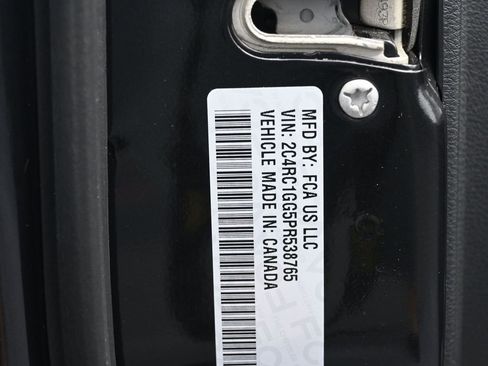 MFD BY: FCA US LLC
VIN: 2C4RC1GG5PR538765
VEHICLE MADE IN: CANADA